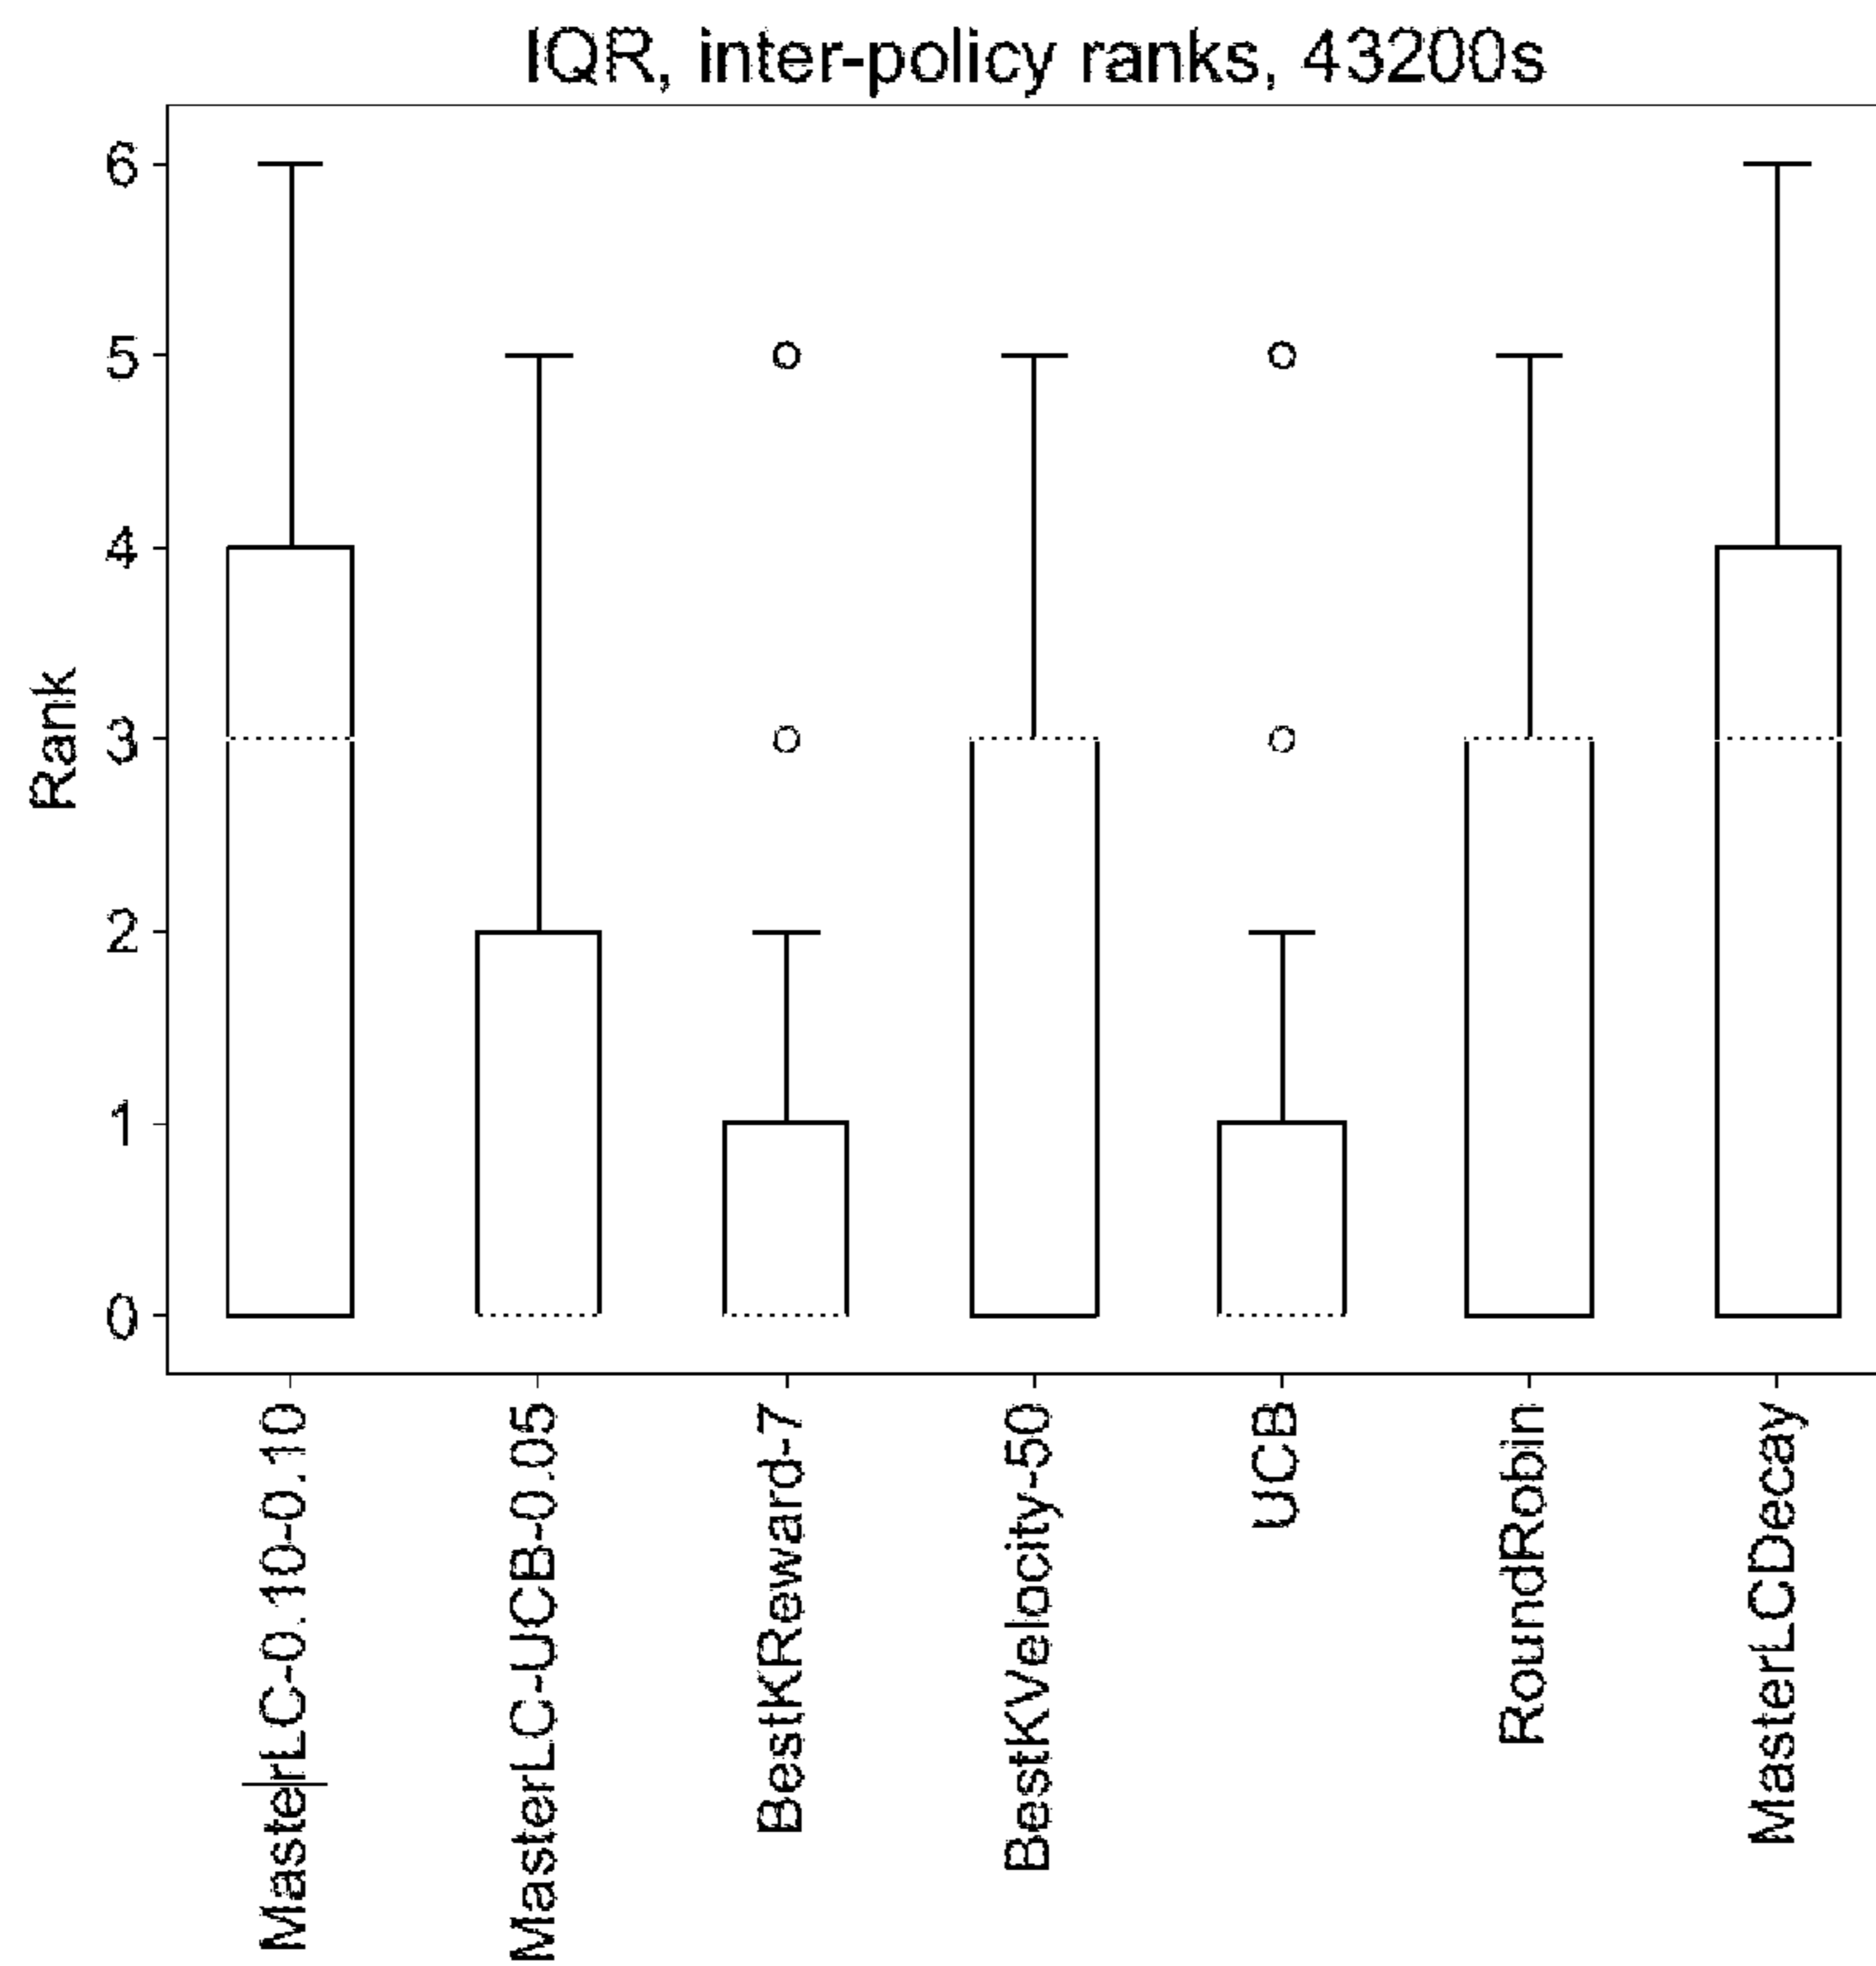 IQR, inter-policy ranks, 43200s
6
5
4
3
2
1
0
Rank
MasterLC-0.10-0.10
MasterLC-UCB-0.05
BestKReward-7
BestKVelocity-50
UCB
RoundRobin
MasterLCDecay